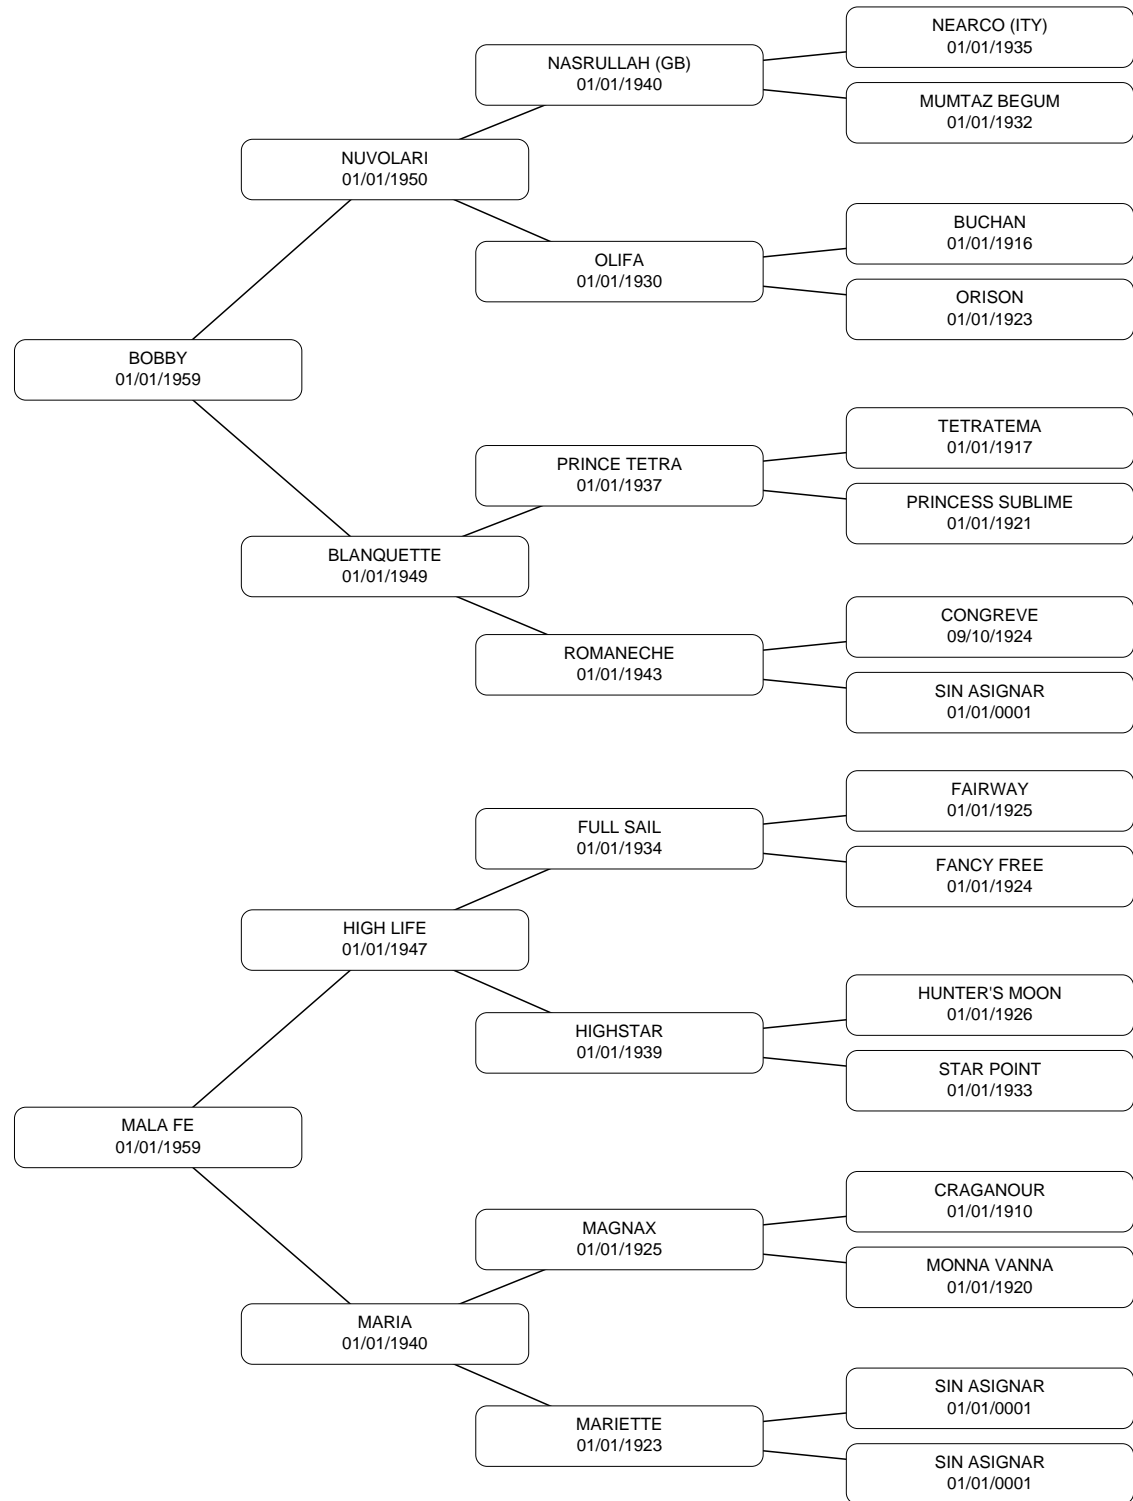 NEARCO (ITY)
01/01/1935
NASRULLAH (GB)
01/01/1940
MUMTAZ BEGUM
01/01/1932
NUVOLARI
01/01/1950
BUCHAN
01/01/1916
OLIFA
01/01/1930
ORISON
01/01/1923
BOBBY
01/01/1959
TETRATEMA
01/01/1917
PRINCE TETRA
01/01/1937
PRINCESS SUBLIME
01/01/1921
BLANQUETTE
01/01/1949
CONGREVE
09/10/1924
ROMANECHE
01/01/1943
SIN ASIGNAR
01/01/0001
FAIRWAY
01/01/1925
FULL SAIL
01/01/1934
FANCY FREE
01/01/1924
HIGH LIFE
01/01/1947
HUNTER'S MOON
01/01/1926
HIGHSTAR
01/01/1939
STAR POINT
01/01/1933
MALA FE
01/01/1959
CRAGANOUR
01/01/1910
MAGNAX
01/01/1925
MONNA VANNA
01/01/1920
MARIA
01/01/1940
SIN ASIGNAR
01/01/0001
MARIETTE
01/01/1923
SIN ASIGNAR
01/01/0001